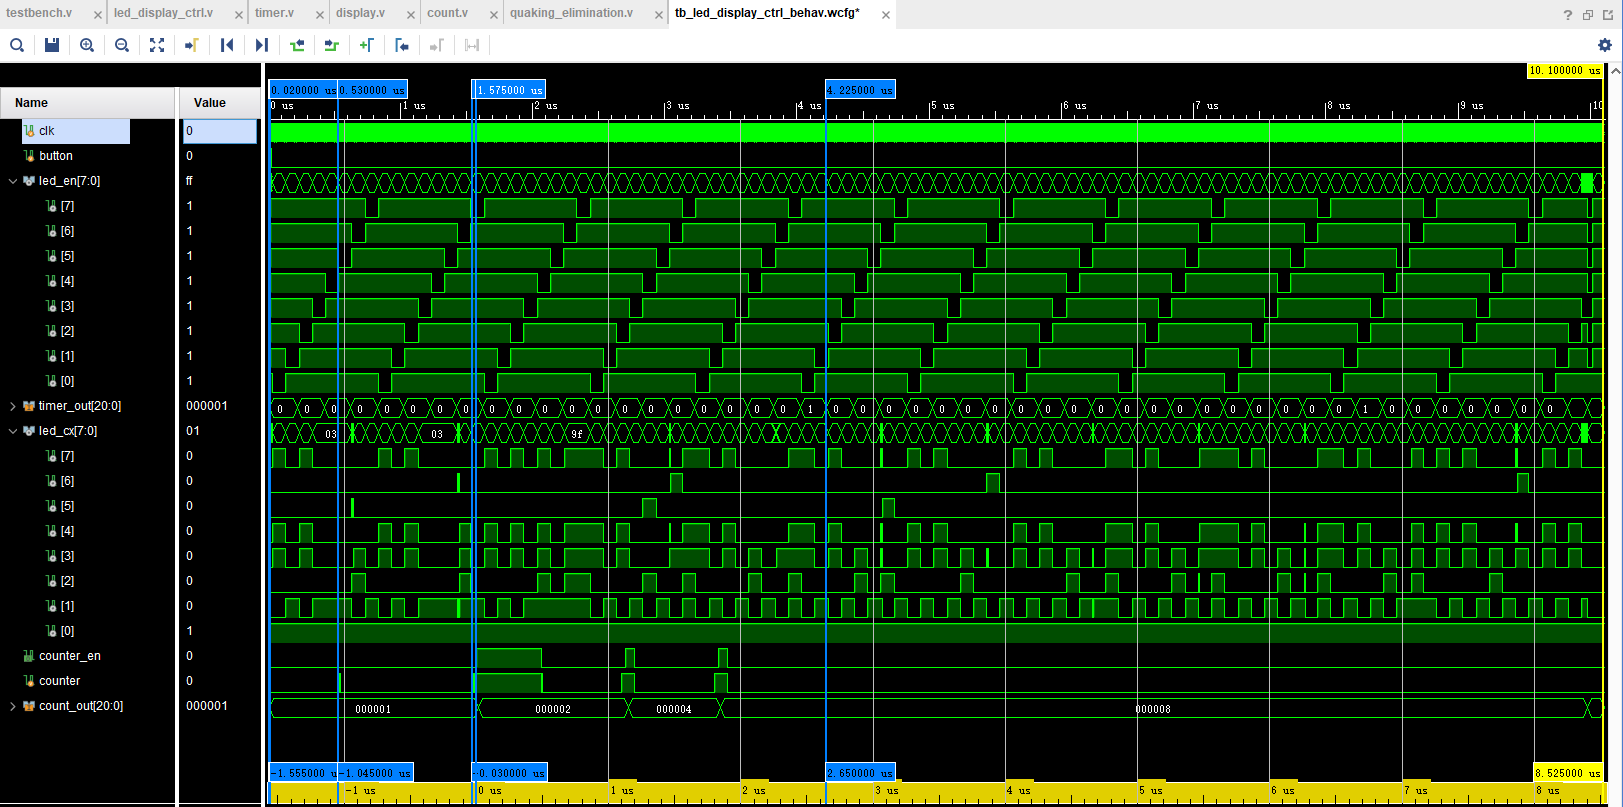 testbench.v × led_display_ctrl.v × timer.v × display.v × count.v × quaking_elimination.v × tb_led_display_ctrl_behav.wcfg* ×
?
10.100000 us
0.020000 us 0.530000 us 1.575000 us 4.225000 us
Name Value 0 us 1 us 2 us 3 us 4 us 5 us 6 us 7 us 8 us 9 us 10
clk 0
button 0
led_en[7:0] ff
[7] 1
[6] 1
[5] 1
[4] 1
[3] 1
[2] 1
[1] 1
[0] 1
timer_out[20:0] 000001 0 0 0 0 0 0 0 0 0 0 0 0 0 0 0 0 0 0 0 0 1 0 0 0 0 0 0 0 0 0 0 0 0 0 0 0 0 0 0 0 0 1 0 0 0 0 0 0 0
led_cx[7:0] 01 03 03 9f
[7] 0
[6] 0
[5] 0
[4] 0
[3] 0
[2] 0
[1] 0
[0] 1
counter_en 0
counter 0
count_out[20:0] 000001 000001 000002 000004 000008
-1.555000 us -1.045000 us -0.030000 us 2.650000 us 8.525000 us
-1 us 0 us 1 us 2 us 3 us 4 us 5 us 6 us 7 us 8 us